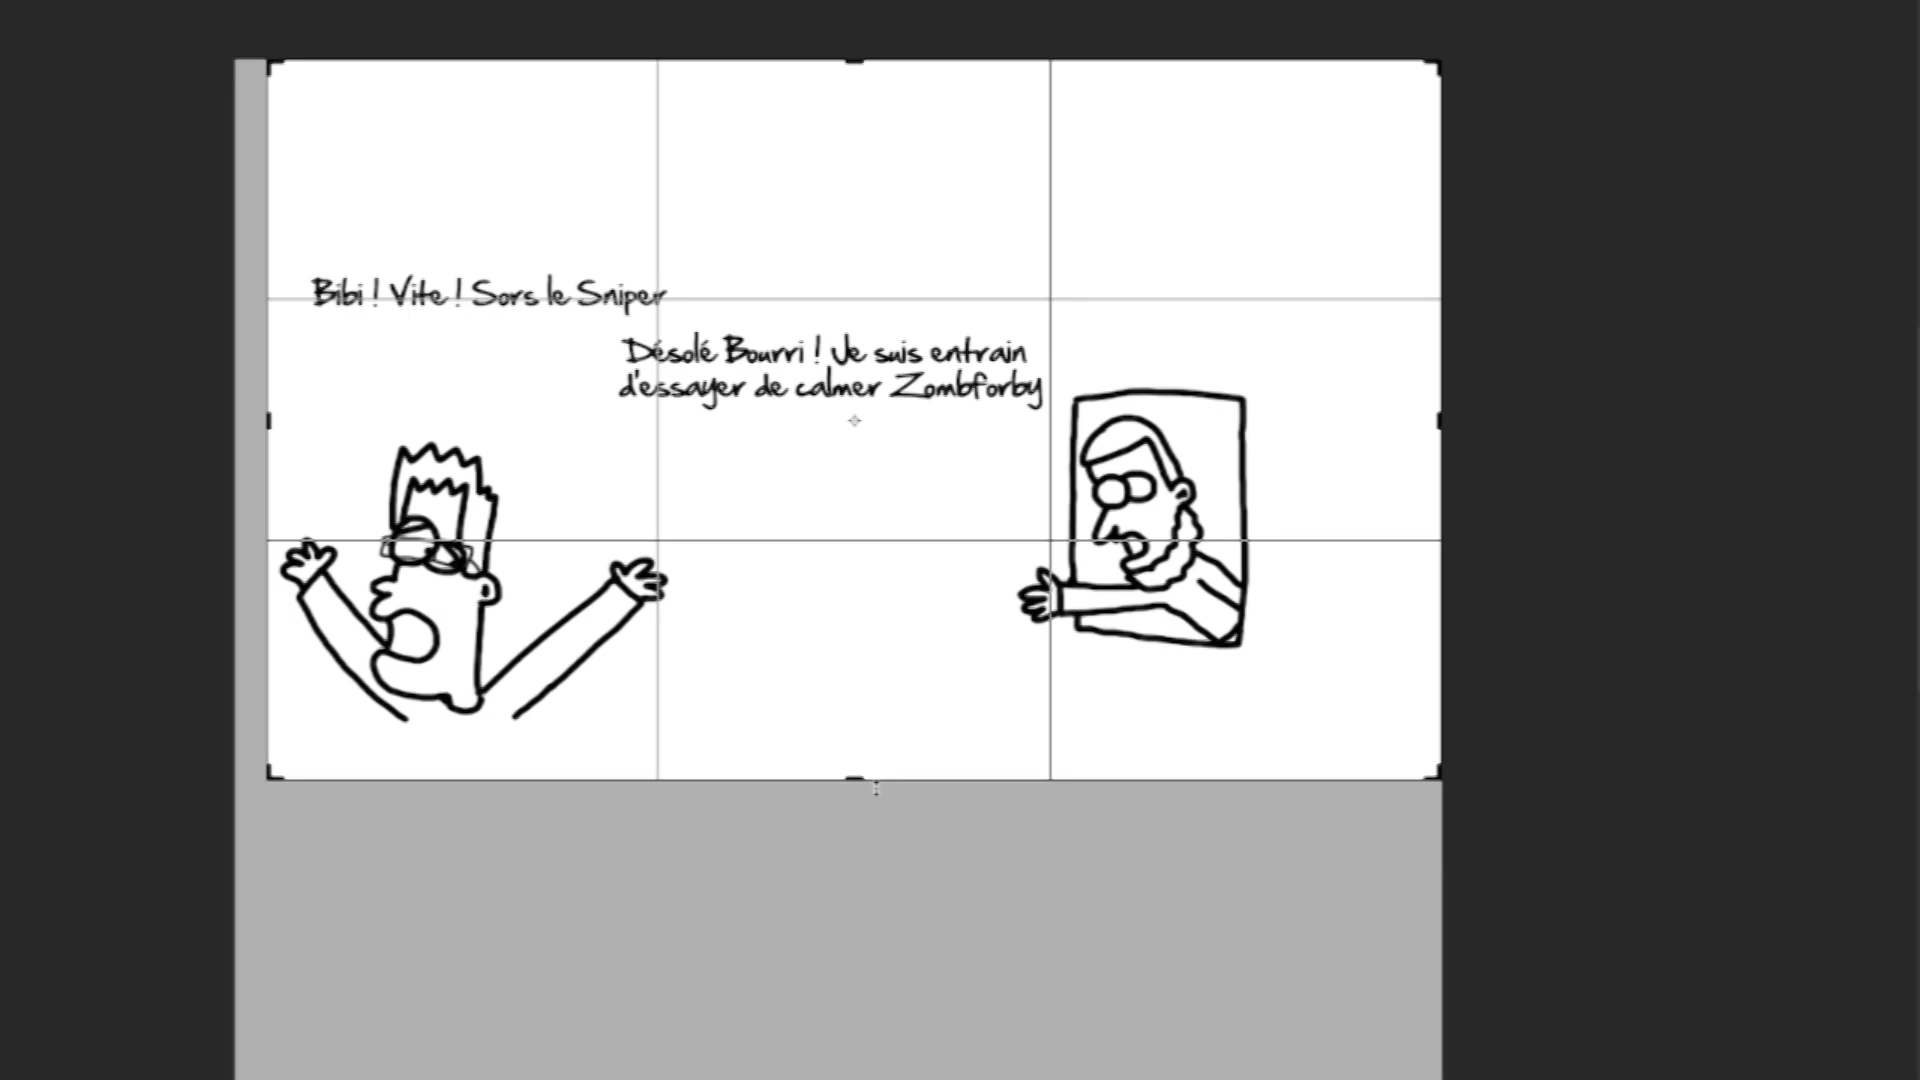 Bibi ! Vite ! Sors le Sniper
Désolé Bourri ! Je suis entrain
d'essayer de calmer Zombforby